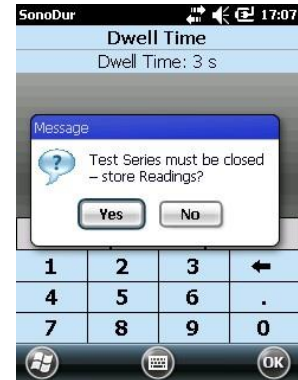 SonoDur 17:07
Dwell Time
Dwell Time: 3 s
Message
Test Series must be closed
– store Readings?
Yes No
1 2 3 ←
4 5 6 .
7 8 9 0
OK